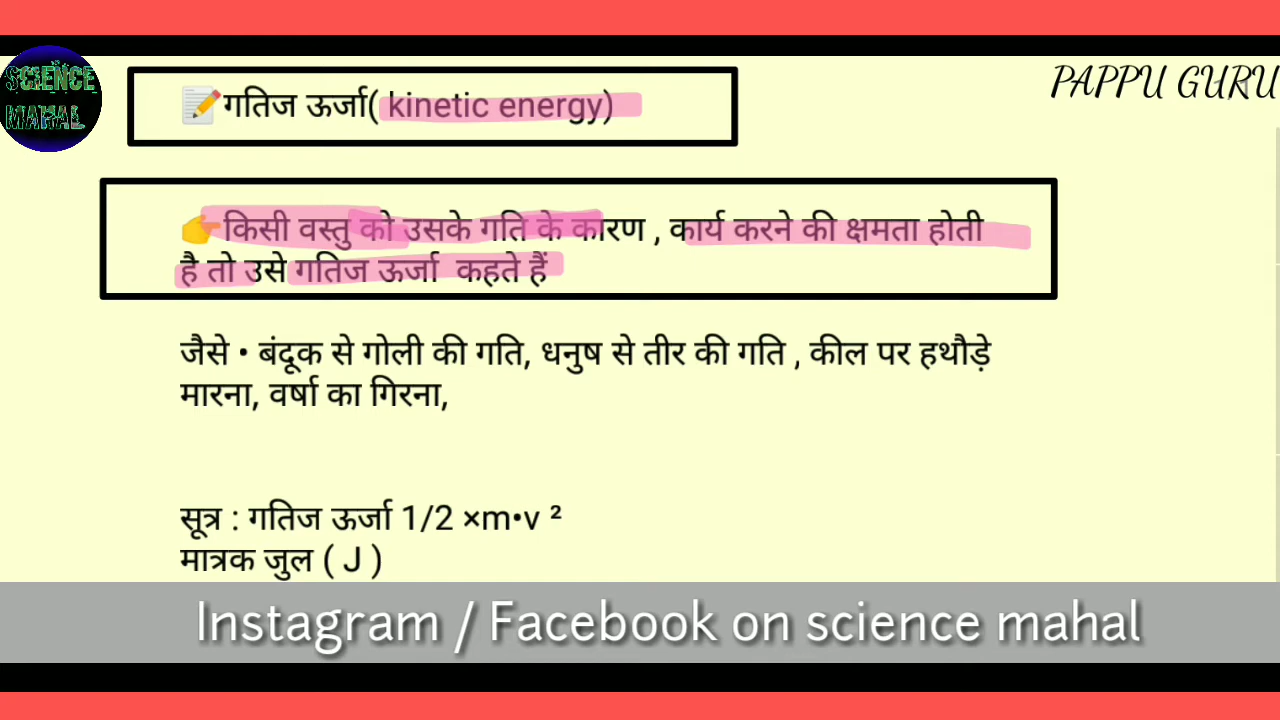 SCIENCE
MAHAL
PAPPU GURU
📝गतिज ऊर्जा( kinetic energy)
👉 किसी वस्तु को उसके गति के कारण , कार्य करने की क्षमता होती
है तो उसे गतिज ऊर्जा कहते हैं
जैसे • बंदूक से गोली की गति, धनुष से तीर की गति , कील पर हथौड़े
मारना, वर्षा का गिरना,
सूत्र : गतिज ऊर्जा 1/2 ×m•v ²
मात्रक जुल ( J )
Instagram / Facebook on science mahal